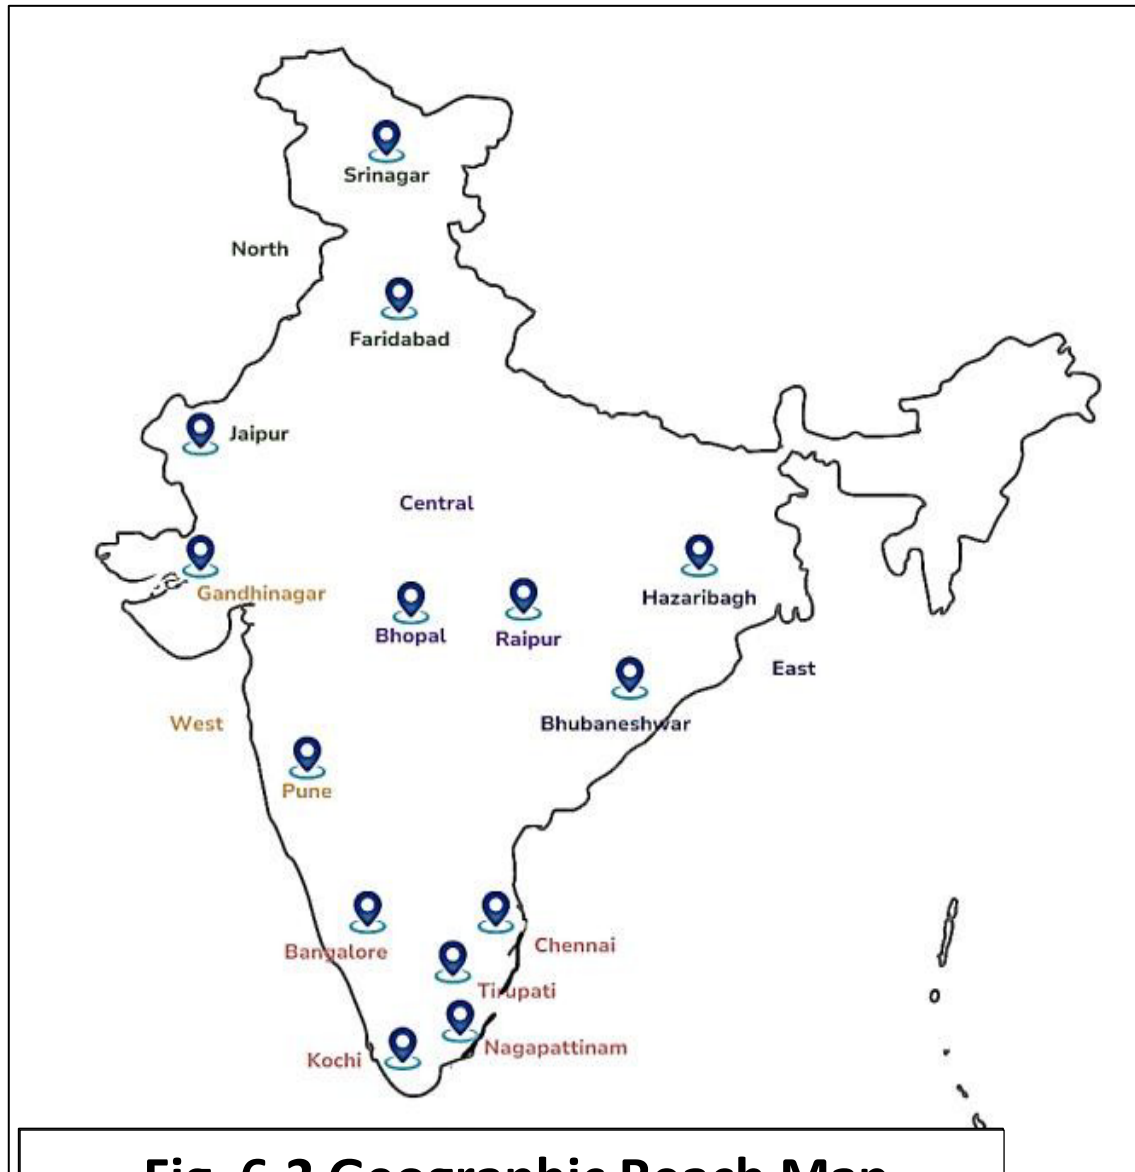 Srinagar
North
Faridabad
Jaipur
Central
Gandhinagar
Hazaribagh
Bhopal
Raipur
East
West
Bhubaneshwar
Pune
Chennai
Bangalore
Tirupati
Nagapattinam
Kochi
Fig. 6.2 Geographic Reach Map